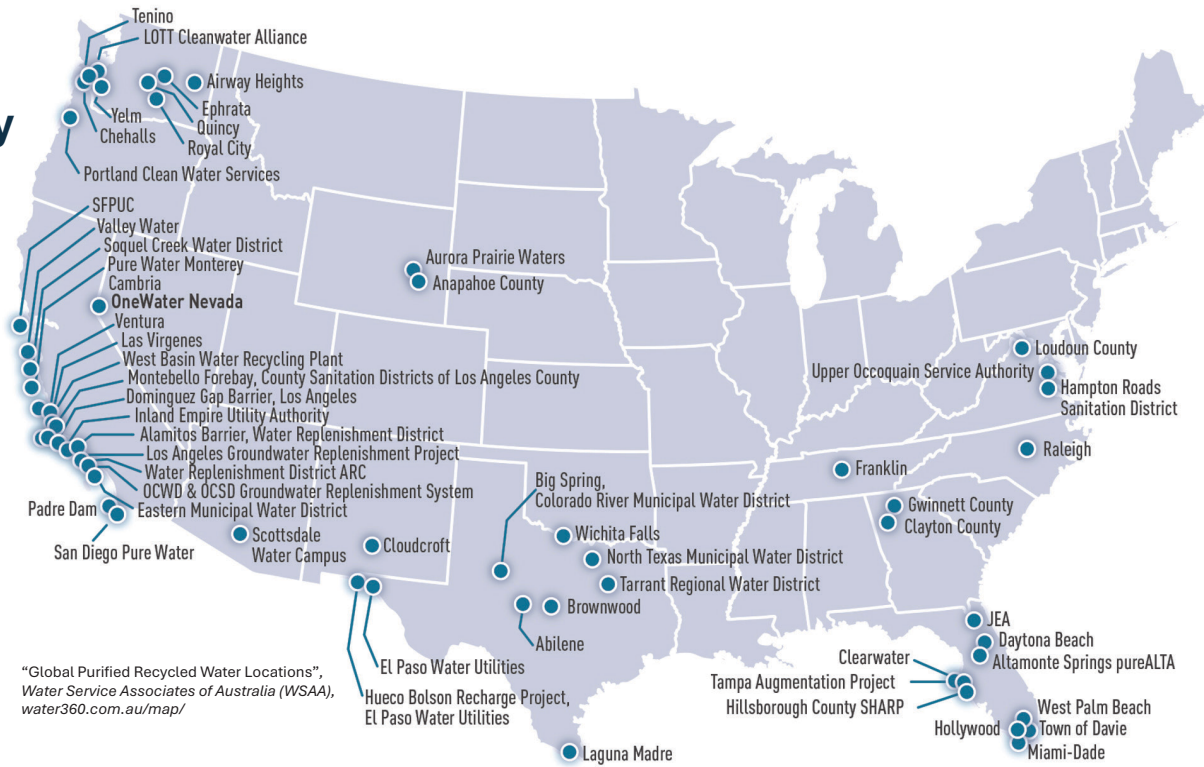 Tenino
LOTT Cleanwater Alliance
Airway Heights
Ephrata
Quincy
Royal City
Yelm
Chehalls
y
Portland Clean Water Services
SFPUC
Valley Water
Soquel Creek Water District
Pure Water Monterey
Cambria
OneWater Nevada
Ventura
Las Virgenes
West Basin Water Recycling Plant
Montebello Forebay, County Sanitation Districts of Los Angeles County
Dominguez Gap Barrier, Los Angeles
Inland Empire Utility Authority
Alamitos Barrier, Water Replenishment District
Los Angeles Groundwater Replenishment Project
Water Replenishment District ARC
OCWD & OCSD Groundwater Replenishment System
Eastern Municipal Water District
Padre Dam
San Diego Pure Water
Scottsdale
Water Campus
Cloudcroft
Aurora Prairie Waters
Anapahoe County
Big Spring,
Colorado River Municipal Water District
Wichita Falls
North Texas Municipal Water District
Tarrant Regional Water District
Brownwood
Abilene
El Paso Water Utilities
Hueco Bolson Recharge Project,
El Paso Water Utilities
Laguna Madre
Loudoun County
Upper Occoquain Service Authority
Hampton Roads
Sanitation District
Raleigh
Franklin
Gwinnett County
Clayton County
JEA
Daytona Beach
Altamonte Springs pureALTA
Clearwater
Tampa Augmentation Project
Hillsborough County SHARP
West Palm Beach
Hollywood
Town of Davie
Miami-Dade
“Global Purified Recycled Water Locations”,
Water Service Associates of Australia (WSAA),
water360.com.au/map/